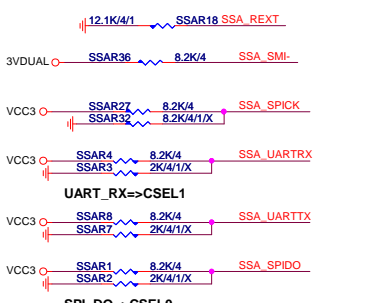 12.1K/4/1 SSAR18 SSA_REXT
3VDUAL SSAR36 8.2K/4 SSA_SMI-
VCC3 SSAR27 8.2K/4 SSA_SPICK
SSAR32 8.2K/4/1/X
VCC3 SSAR4 8.2K/4 SSA_UARTRX
SSAR3 2K/4/1/X
UART_RX=>CSEL1
VCC3 SSAR8 8.2K/4 SSA_UARTTX
SSAR7 2K/4/1/X
VCC3 SSAR1 8.2K/4 SSA_SPIDO
SSAR2 2K/4/1/X